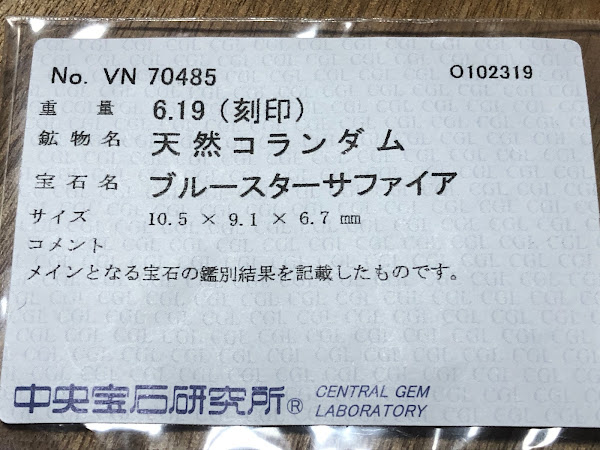 No. VN 70485 O102319
重量 6.19（刻印）
鉱物名 天然コランダム
宝石名 ブルースターサファイア
サイズ 10.5 × 9.1 × 6.7 mm
コメント
メインとなる宝石の鑑別結果を記載したものです。
中央宝石研究所® CENTRAL GEM
LABORATORY